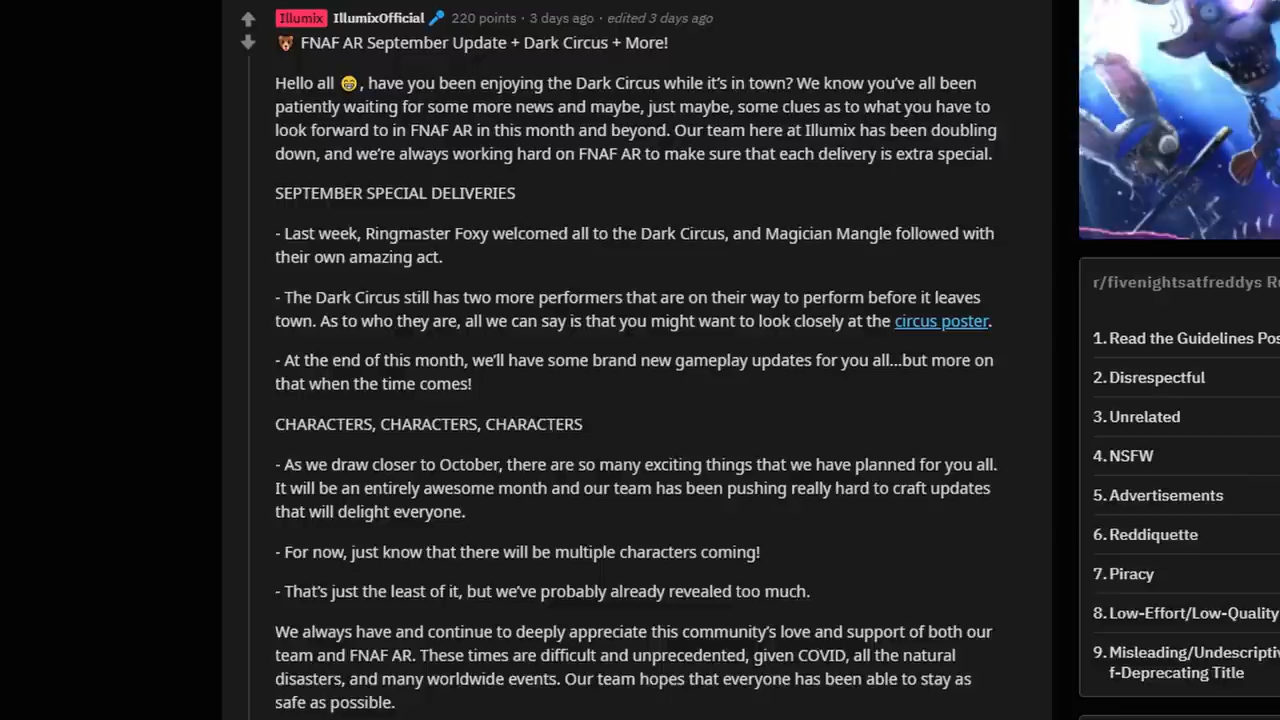 Illumix IllumixOfficial 220 points · 3 days ago · edited 3 days ago
FNAF AR September Update + Dark Circus + More!
Hello all 😁, have you been enjoying the Dark Circus while it's in town? We know you've all been
patiently waiting for some more news and maybe, just maybe, some clues as to what you have to
look forward to in FNAF AR in this month and beyond. Our team here at Illumix has been doubling
down, and we're always working hard on FNAF AR to make sure that each delivery is extra special.
SEPTEMBER SPECIAL DELIVERIES
- Last week, Ringmaster Foxy welcomed all to the Dark Circus, and Magician Mangle followed with
their own amazing act.
- The Dark Circus still has two more performers that are on their way to perform before it leaves
town. As to who they are, all we can say is that you might want to look closely at the circus poster.
- At the end of this month, we'll have some brand new gameplay updates for you all...but more on
that when the time comes!
CHARACTERS, CHARACTERS, CHARACTERS
- As we draw closer to October, there are so many exciting things that we have planned for you all.
It will be an entirely awesome month and our team has been pushing really hard to craft updates
that will delight everyone.
- For now, just know that there will be multiple characters coming!
- That's just the least of it, but we've probably already revealed too much.
We always have and continue to deeply appreciate this community's love and support of both our
team and FNAF AR. These times are difficult and unprecedented, given COVID, all the natural
disasters, and many worldwide events. Our team hopes that everyone has been able to stay as
safe as possible.
r/fivenightsatfreddys
1. Read the Guidelines
2. Disrespectful
3. Unrelated
4. NSFW
5. Advertisements
6. Reddiquette
7. Piracy
8. Low-Effort/Low-Quality
9. Misleading/Undescripti
f-Deprecating Title